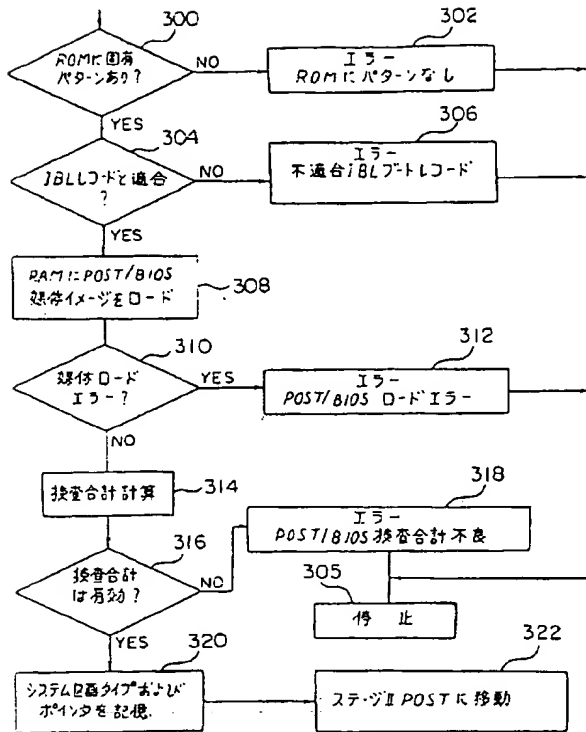 300
ROMに固有
パターンあり?
NO
302
エラー
ROMにパターンなし
YES
304
IBLレコードと適合
?
NO
306
エラー
不適合IBLブートレコード
YES
RAMにPOST/BIOS
媒体イメージをロード
308
310
媒体ロード
エラー?
YES
312
エラー
POST/BIOS ロードエラー
NO
検査合計計算
314
316
検査合計
は有効?
NO
318
エラー
POST/BIOS検査合計不良
305
停止
YES
320
システム区画タイプおよび
ポインタを記憶
322
ステージII POSTに移動